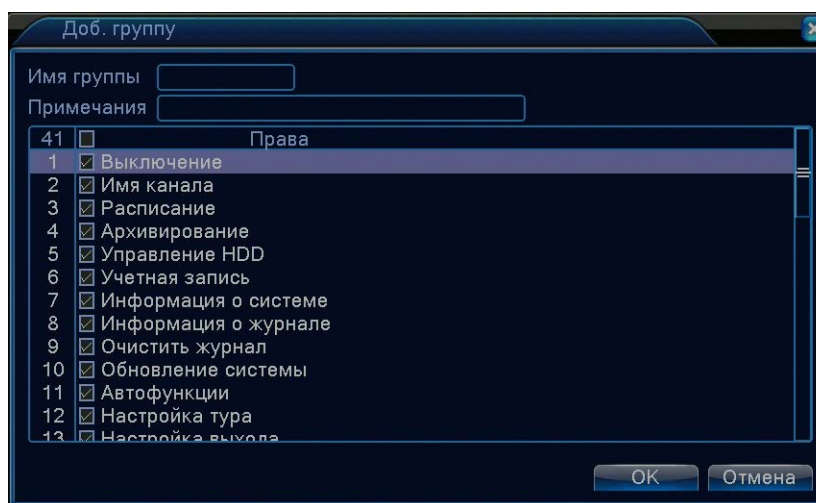 Доб. группу
Имя группы
Примечания
41 Права
1 Выключение
2 Имя канала
3 Расписание
4 Архивирование
5 Управление HDD
6 Учетная запись
7 Информация о системе
8 Информация о журнале
9 Очистить журнал
10 Обновление системы
11 Автофункции
12 Настройка тура
13 Настройка выхода
OK Отмена